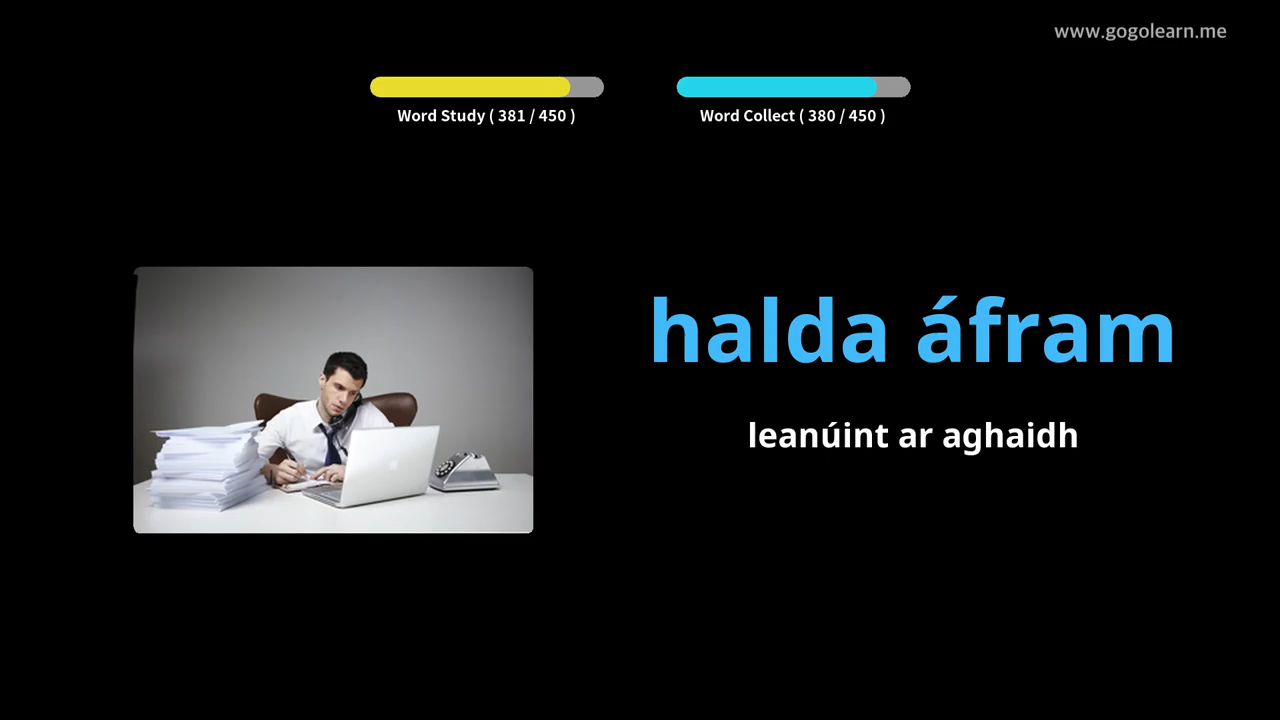 www.gogolearn.me
Word Study ( 381 / 450 )
Word Collect ( 380 / 450 )
halda áfram
leanúint ar aghaidh